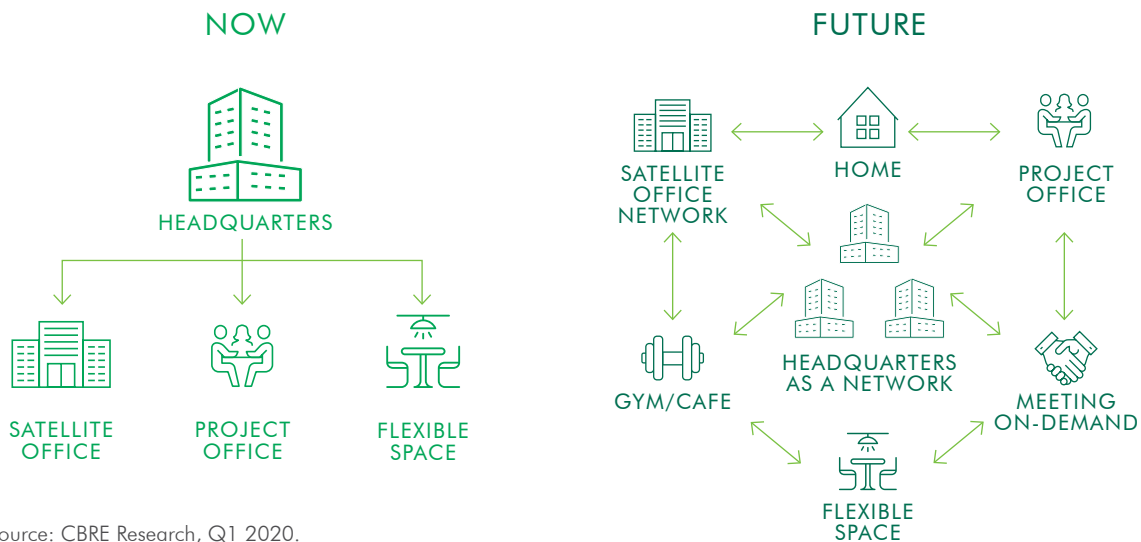 NOW
HEADQUARTERS
SATELLITE
OFFICE
PROJECT
OFFICE
FLEXIBLE
SPACE
FUTURE
SATELLITE
OFFICE
NETWORK
HOME
PROJECT
OFFICE
GYM/CAFE
HEADQUARTERS
AS A NETWORK
MEETING
ON-DEMAND
FLEXIBLE
SPACE
ource: CBRE Research, Q1 2020.